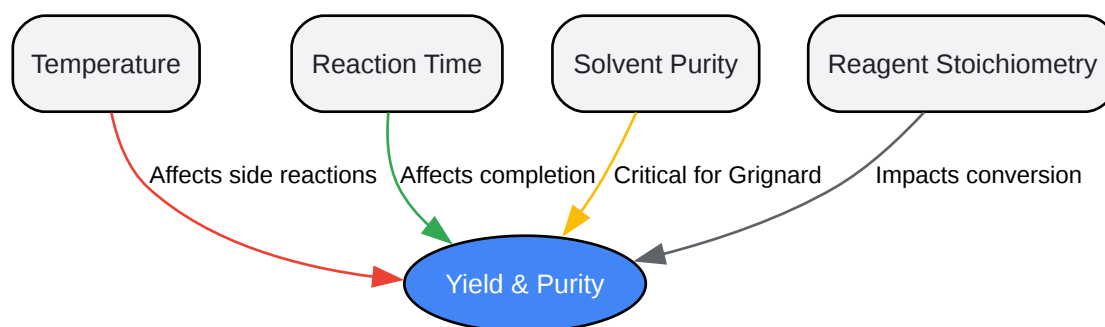 Temperature
Reaction Time
Solvent Purity
Reagent Stoichiometry
Affects side reactions
Affects completion
Critical for Grignard
Impacts conversion
Yield & Purity